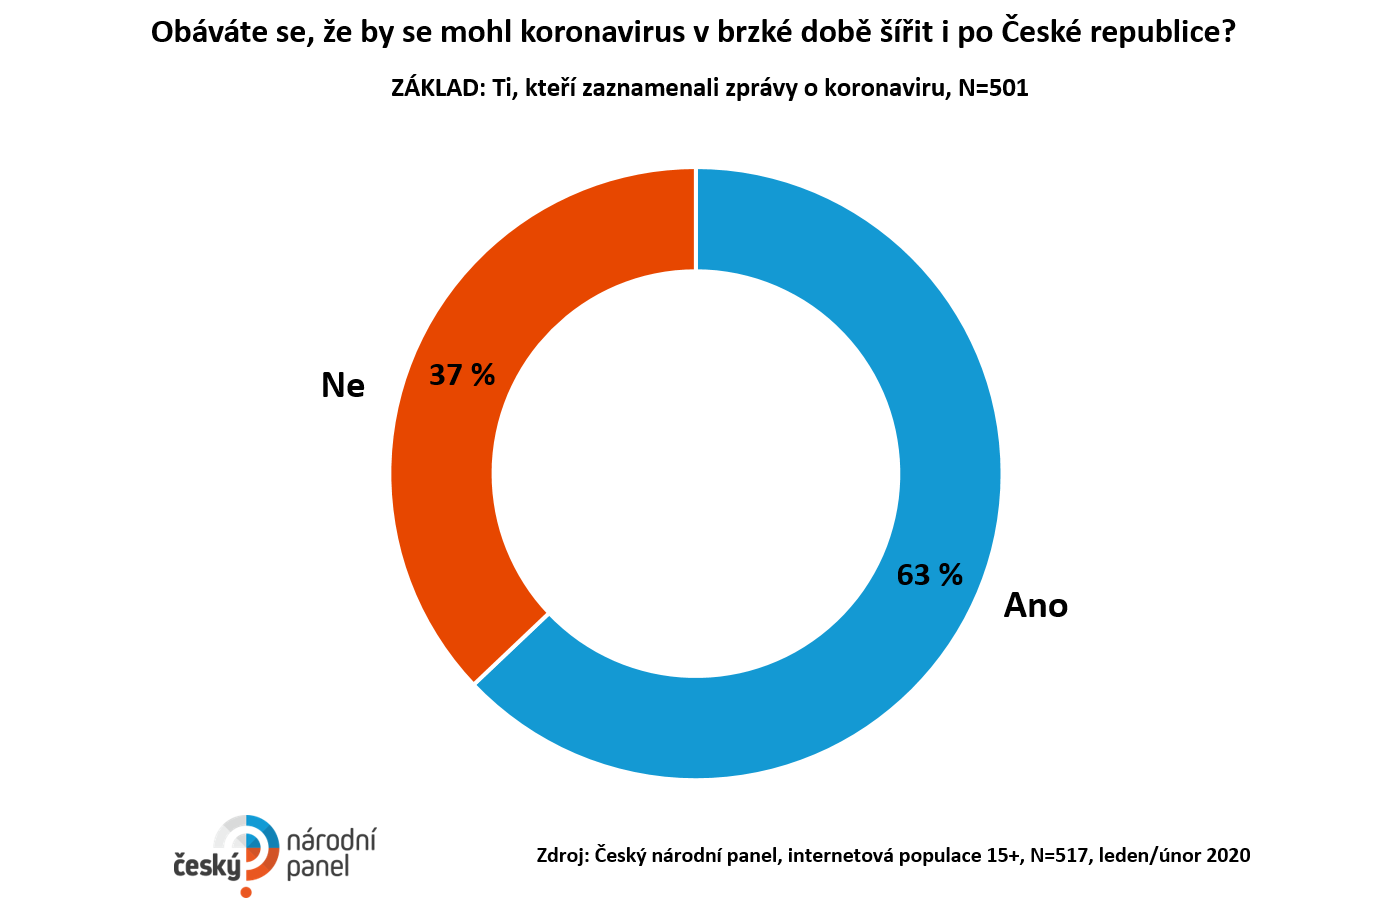 Obáváte se, že by se mohl koronavirus v brzké době šířit i po České republice?
ZÁKLAD: Ti, kteří zaznamenali zprávy o koronaviru, N=501
37 %
Ne
63 %
Ano
český národní panel
Zdroj: Český národní panel, internetová populace 15+, N=517, leden/únor 2020